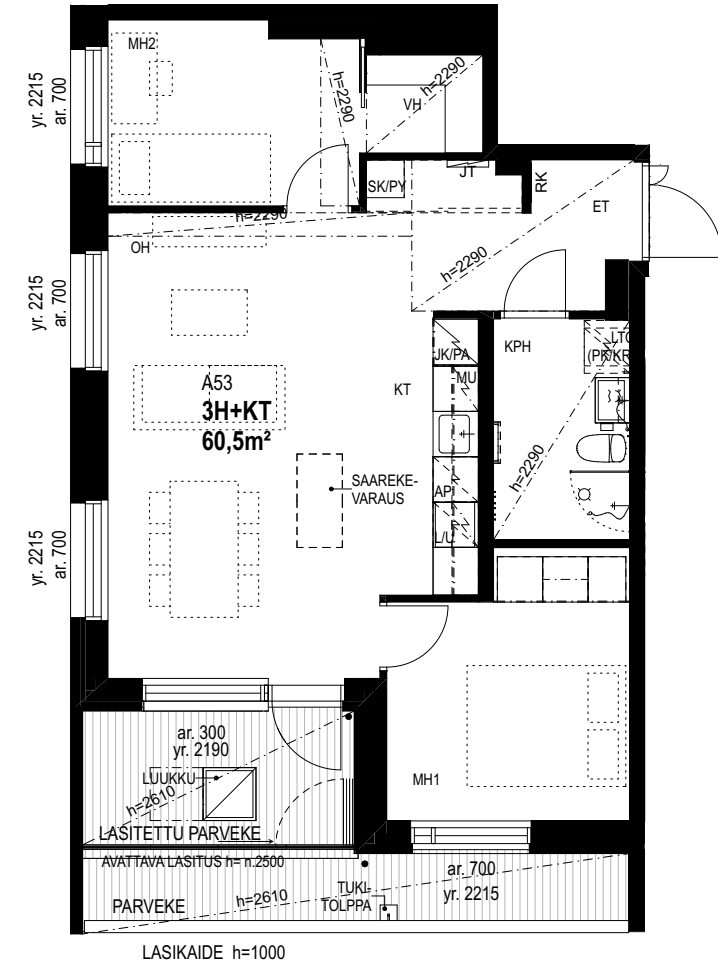 MH2
yr. 2215
ar. 700
h=2290
h=2290
VH
SK/PY
JT
RK
ET
h=2290
h=2290
OH
yr. 2215
ar. 700
JK/PA
MU
KT
KPH
LTO
(PK/KR)
A53
3H+KT
60,5m²
SAAREKE-
VARAUS
AP
L/U
h=2290
yr. 2215
ar. 700
ar. 300
yr. 2190
LUUKKU
h=2610
MH1
LASITETTU PARVEKE
AVATTAVA LASITUS h= n.2500
ar. 700
yr. 2215
PARVEKE
h=2610
TUKI-
TOLPPA
LASIKAIDE h=1000